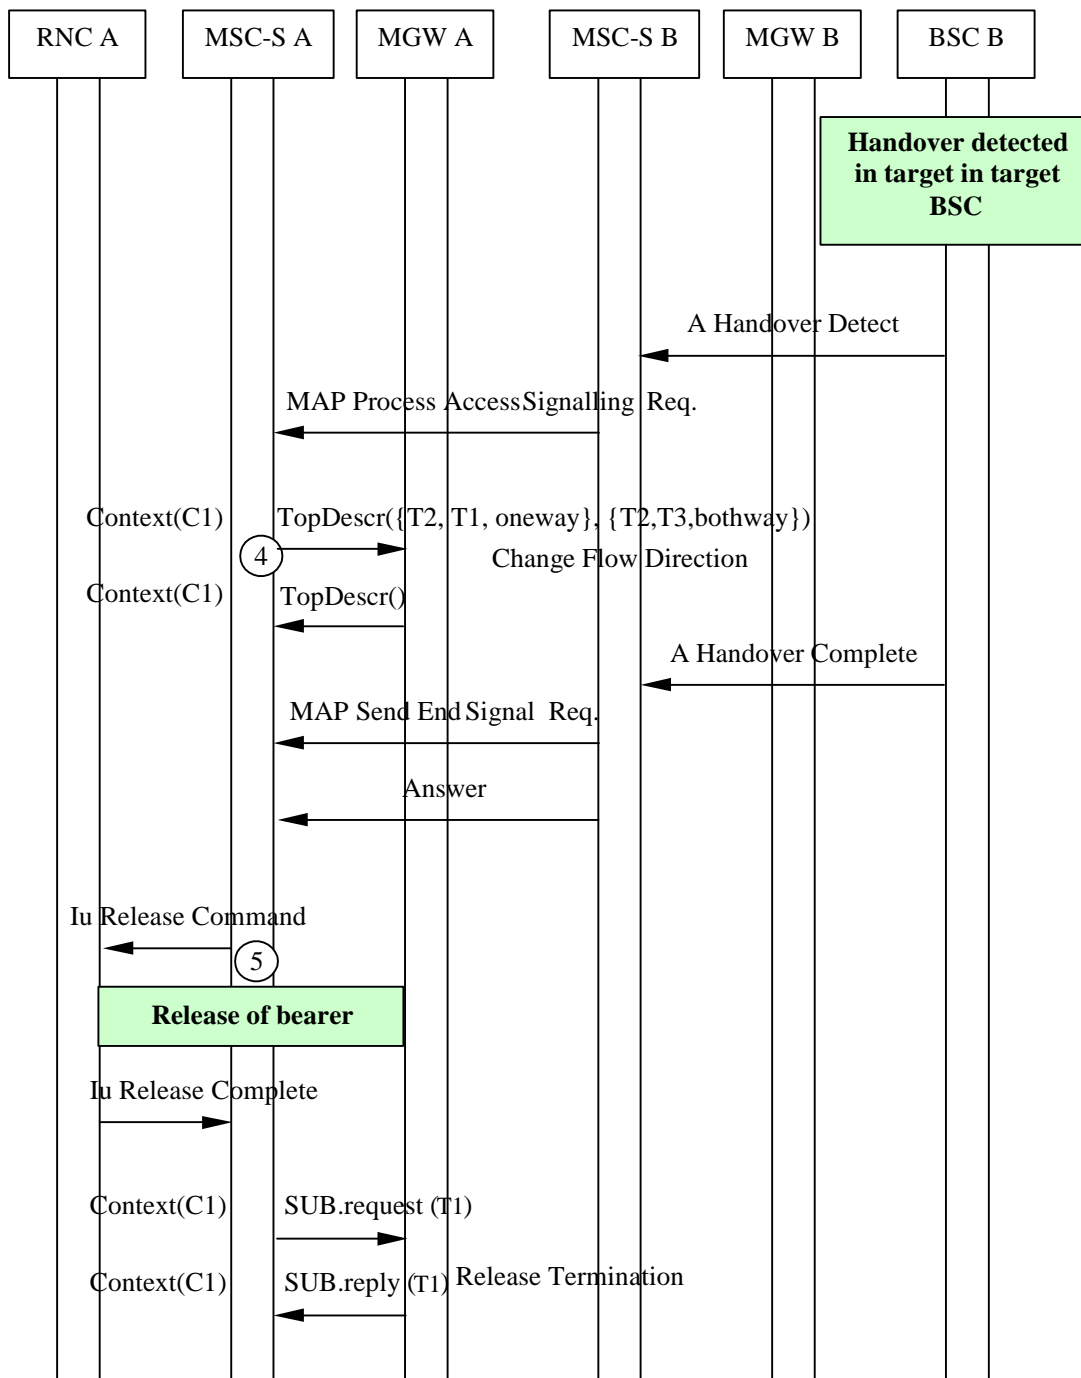 RNC A
MSC-S A
MGW A
MSC-S B
MGW B
BSC B
Handover detected
in target in target
BSC
A Handover Detect
MAP Process AccessSignalling Req.
Context(C1)
TopDescr({T2, T1, oneway}, {T2,T3,bothway})
4
Change Flow Direction
Context(C1)
TopDescr()
A Handover Complete
MAP Send End Signal Req.
Answer
Iu Release Command
5
Release of bearer
Iu Release Complete
Context(C1)
SUB.request (T1)
Context(C1)
SUB.reply (T1)
Release Termination